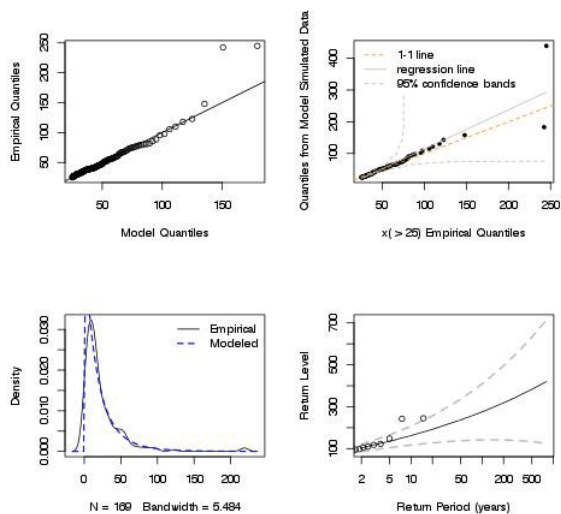 Empirical Quantiles
50 100 150 200 250
50 100 150
Model Quantiles
Quantiles from Model Simulated Data
100 200 300 400
1-1 line
regression line
95% confidence bands
50 100 150 200 250
x( > 25) Empirical Quantiles
Density
0.000 0.010 0.020 0.030
Empirical
Modeled
0 50 100 150 200
N = 169 Bandwidth = 5.484
Return Level
100 300 500 700
2 5 10 50 200 500
Return Period (years)